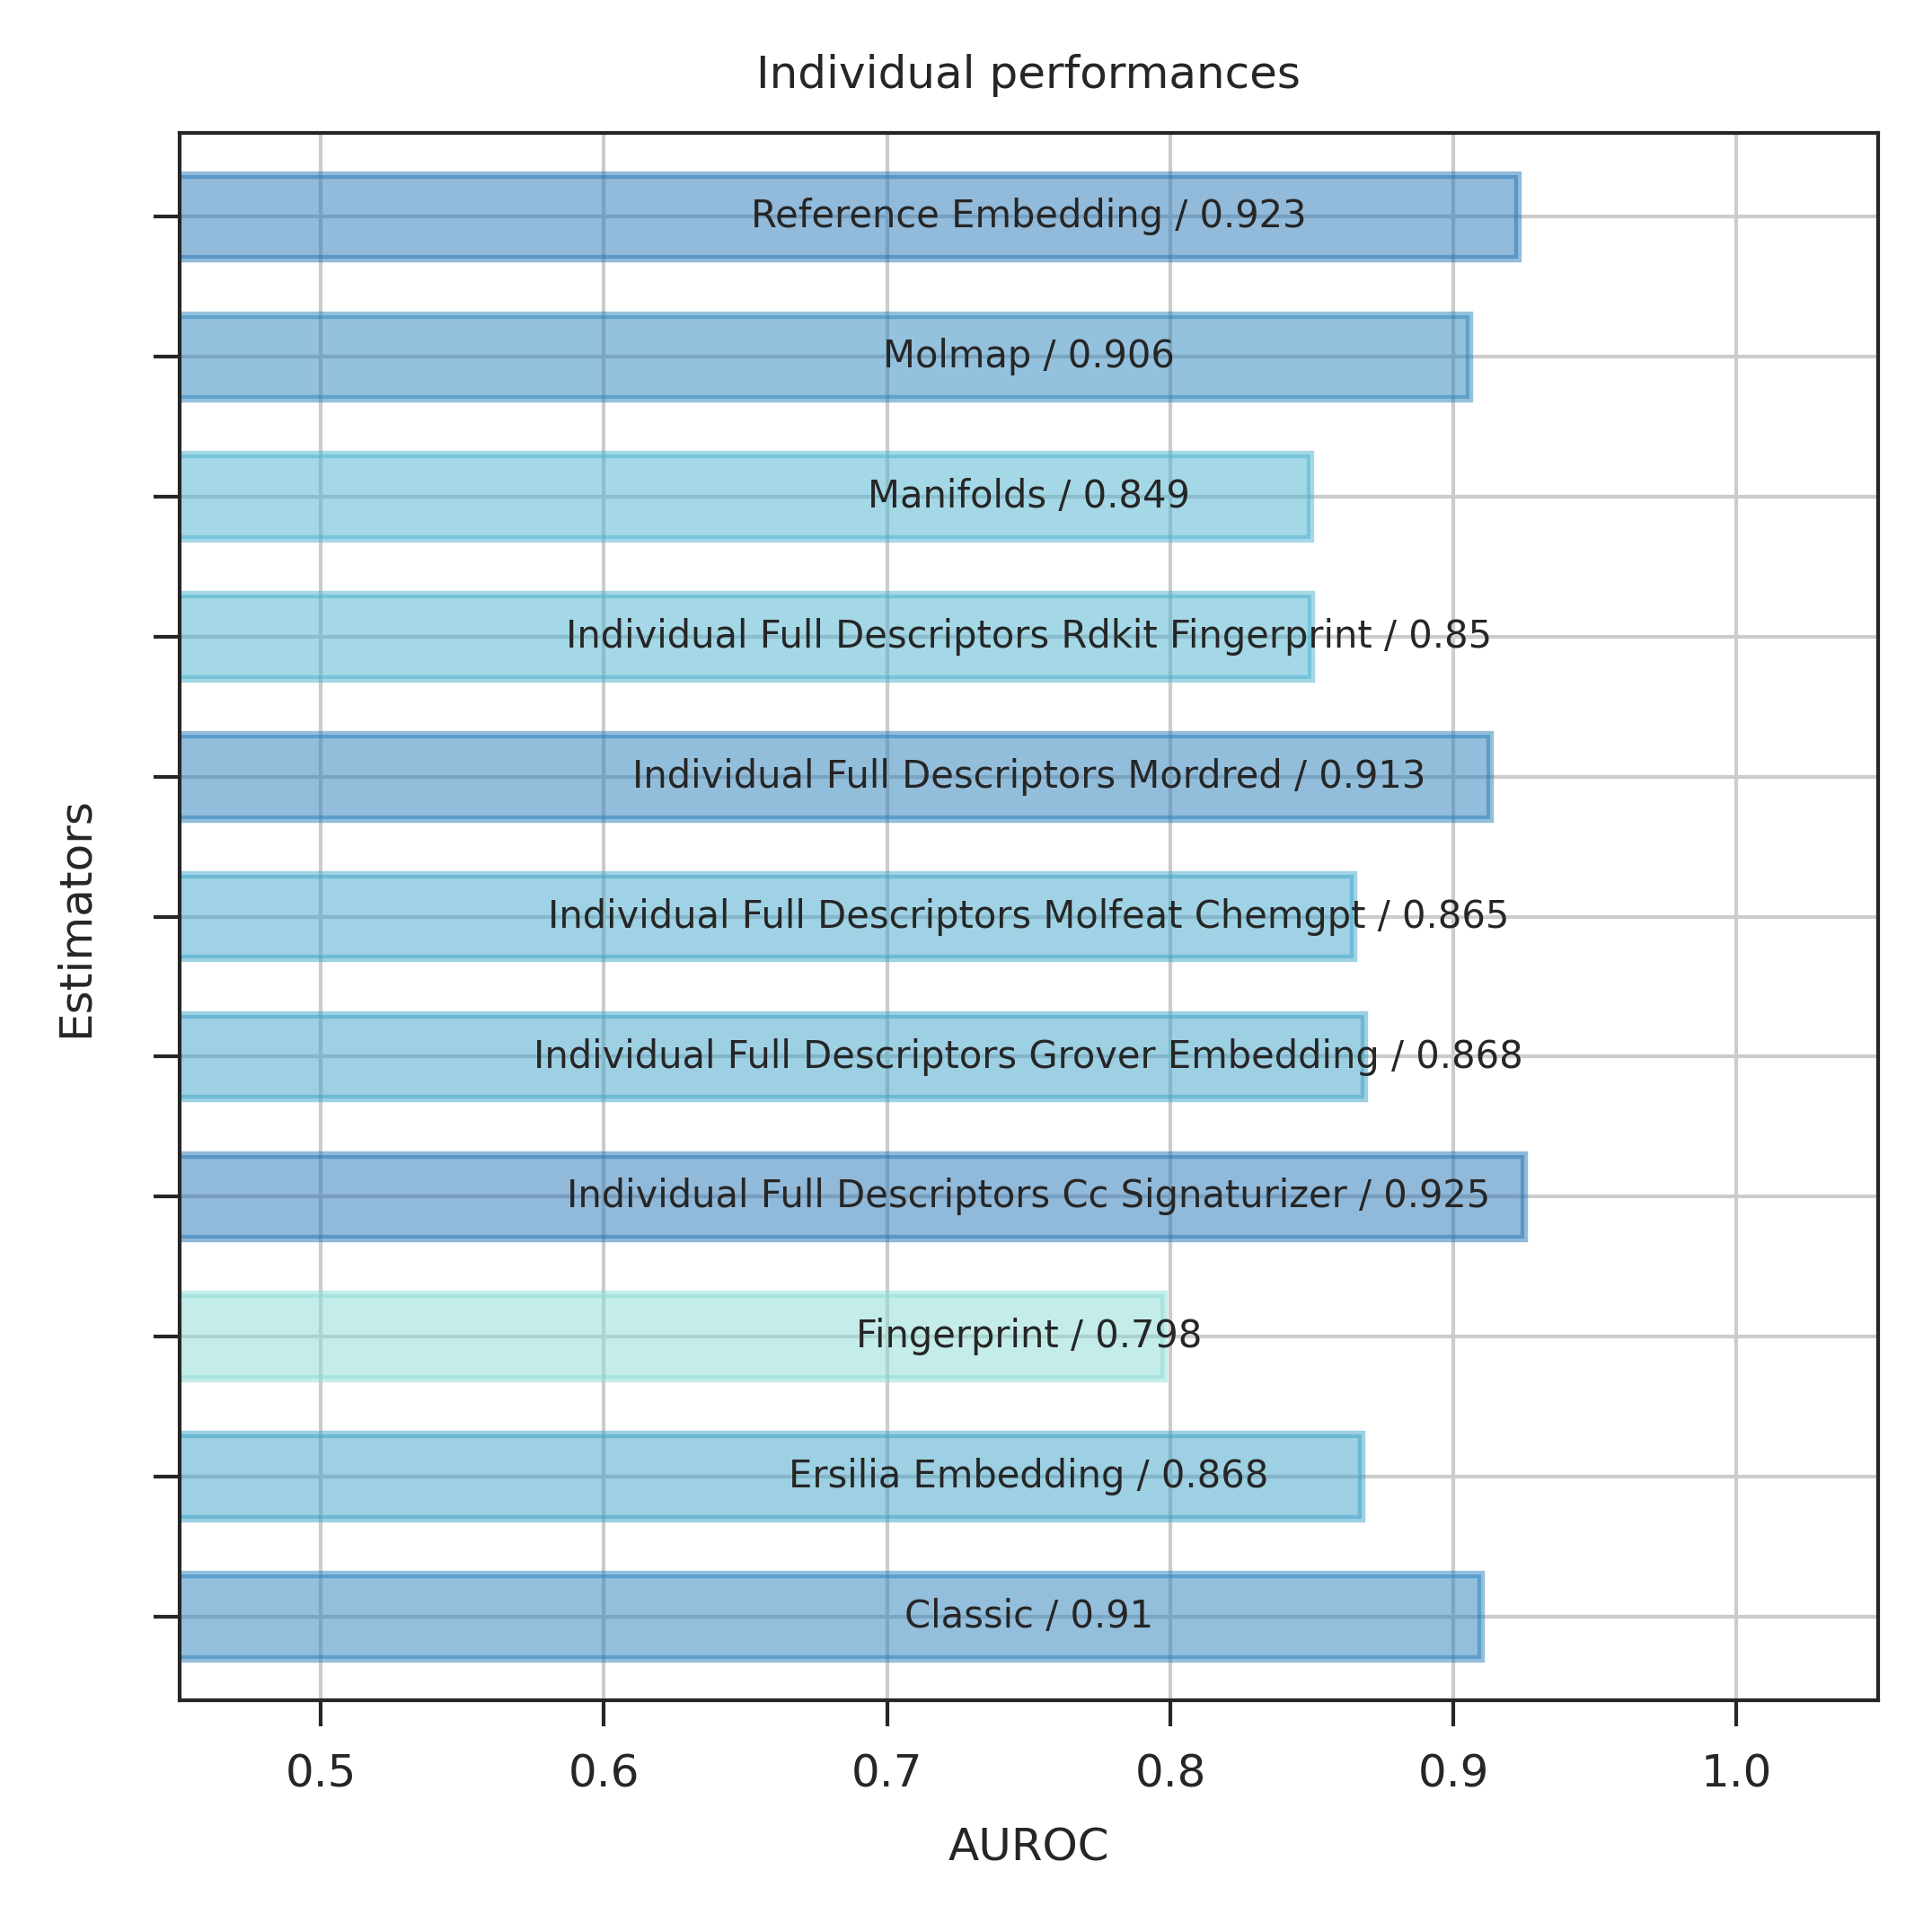 Individual performances
Reference Embedding / 0.923
Molmap / 0.906
Manifolds / 0.849
Individual Full Descriptors Rdkit Fingerprint / 0.85
Individual Full Descriptors Mordred / 0.913
Individual Full Descriptors Molfeat Chemgpt / 0.865
Individual Full Descriptors Grover Embedding / 0.868
Individual Full Descriptors Cc Signaturizer / 0.925
Fingerprint / 0.798
Ersilia Embedding / 0.868
Classic / 0.91
Estimators
0.5 0.6 0.7 0.8 0.9 1.0
AUROC